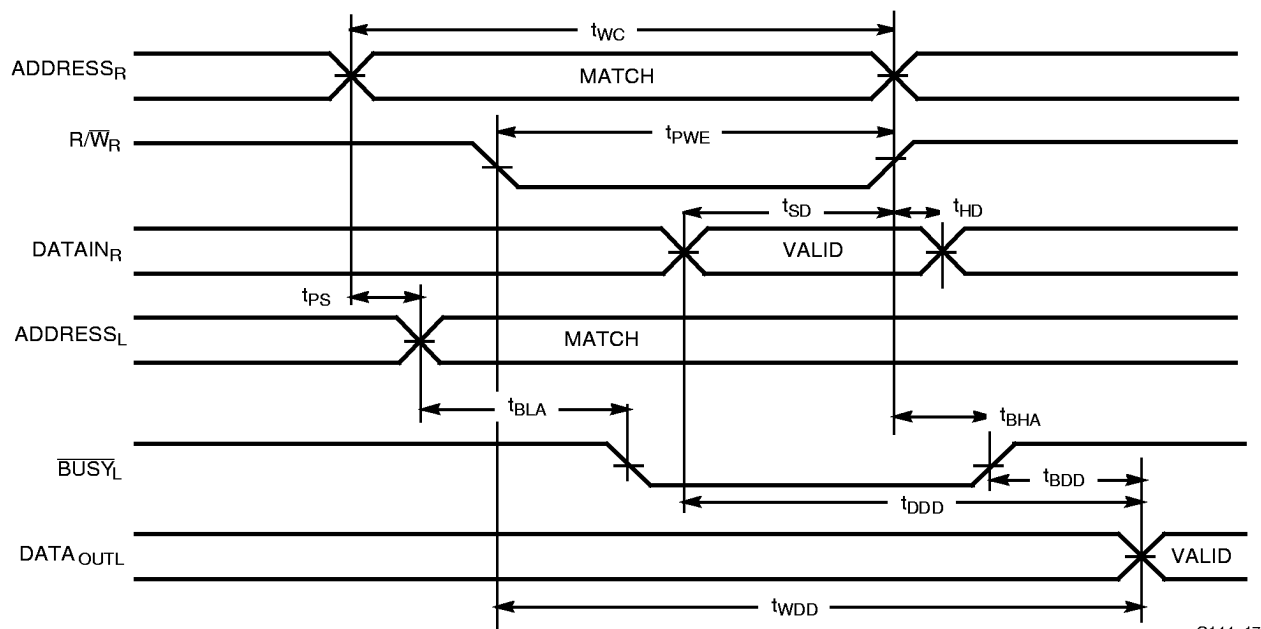 tWC
ADDRESSR
MATCH
R/W̅R
tPWE
tSD
tHD
DATAINR
VALID
tPS
ADDRESSL
MATCH
tBLA
tBHA
B̅U̅S̅Y̅L
tBDD
tDDD
DATA OUTL
VALID
tWDD